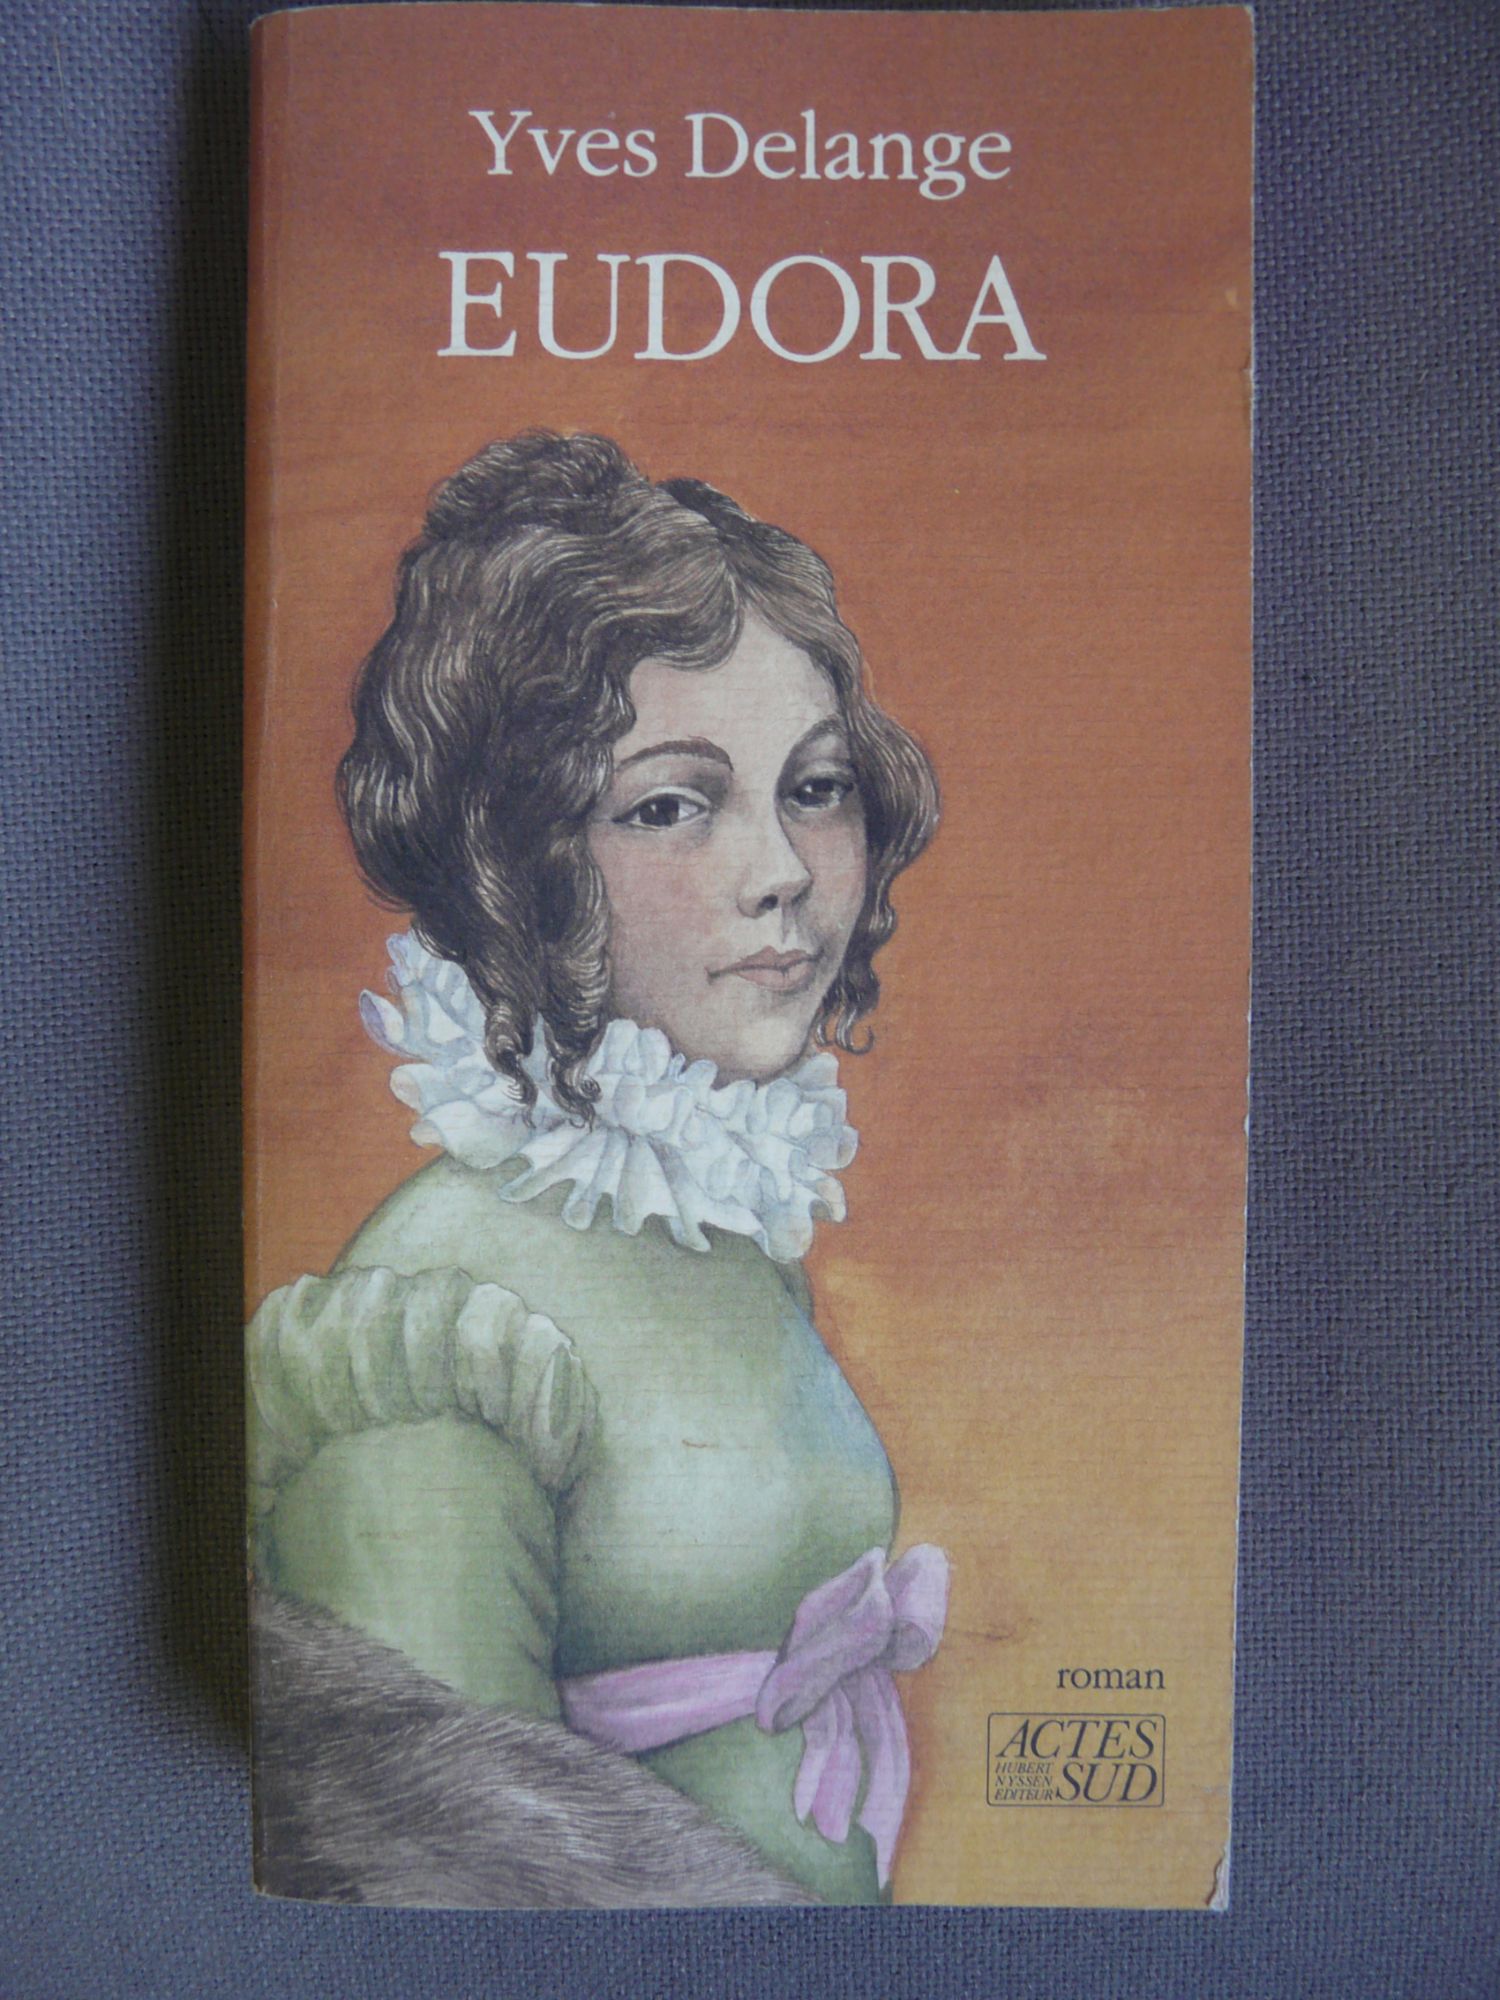 Yves Delange
EUDORA
roman
ACTES
HUBERT
NYSSEN
EDITEUR
SUD